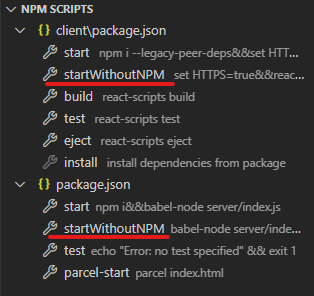 NPM SCRIPTS
{} client\package.json
start npm i --legacy-peer-deps&&set HTT...
startWithoutNPM set HTTPS=true&&reac...
build react-scripts build
test react-scripts test
eject react-scripts eject
install install dependencies from package
{} package.json
start npm i&&babel-node server/index.js
startWithoutNPM babel-node server/inde...
test echo "Error: no test specified" && exit 1
parcel-start parcel index.html